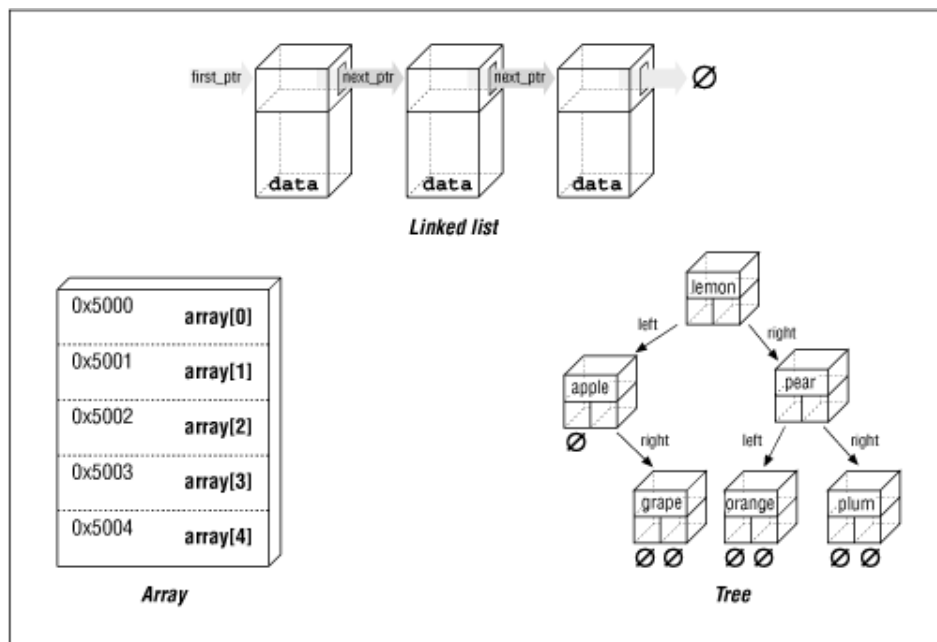 first_ptr next_ptr next_ptr Ø
data data data
Linked list
0x5000 array[0]
0x5001 array[1]
0x5002 array[2]
0x5003 array[3]
0x5004 array[4]
Array
lemon
left right
apple pear
Ø right left right
grape orange plum
Ø Ø Ø Ø Ø Ø
Tree